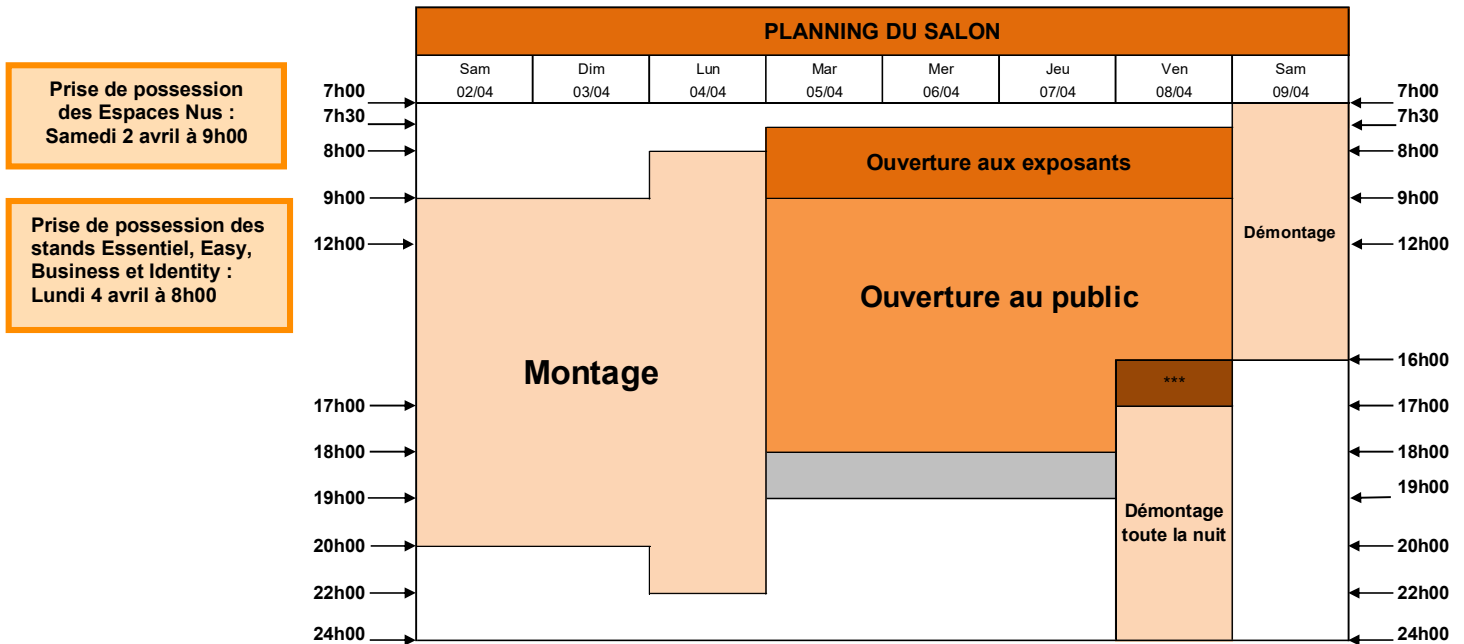 PLANNING DU SALON
Sam Dim Lun Mar Mer Jeu Ven Sam
02/04 03/04 04/04 05/04 06/04 07/04 08/04 09/04
Prise de possession
des Espaces Nus :
Samedi 2 avril à 9h00
Prise de possession des
stands Essentiel, Easy,
Business et Identity :
Lundi 4 avril à 8h00
7h00
7h30
8h00
9h00
12h00
17h00
18h00
19h00
20h00
22h00
24h00
Montage
Ouverture aux exposants
Ouverture au public
***
Démontage
toute la nuit
Démontage
7h00
7h30
8h00
9h00
12h00
16h00
17h00
18h00
19h00
20h00
22h00
24h00